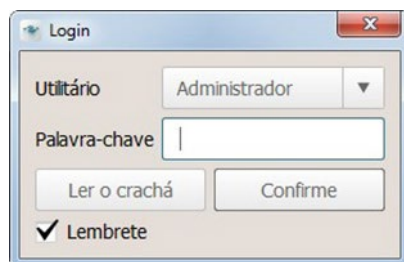 Login
Utilitário Administrador
Palavra-chave
Ler o crachá Confirme
Lembrete